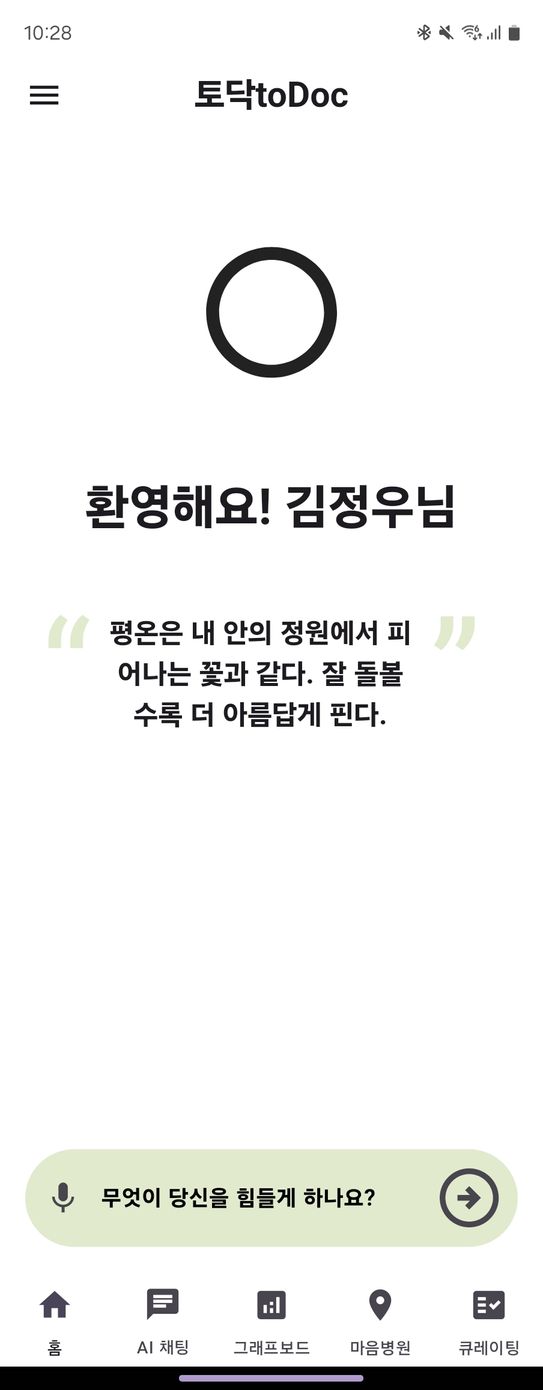 10:28
토닥toDoc
환영해요! 김정우님
“ 평온은 내 안의 정원에서 피 ”
어나는 꽃과 같다. 잘 돌볼
수록 더 아름답게 핀다.
무엇이 당신을 힘들게 하나요?
홈 AI 채팅 그래프보드 마음병원 큐레이팅